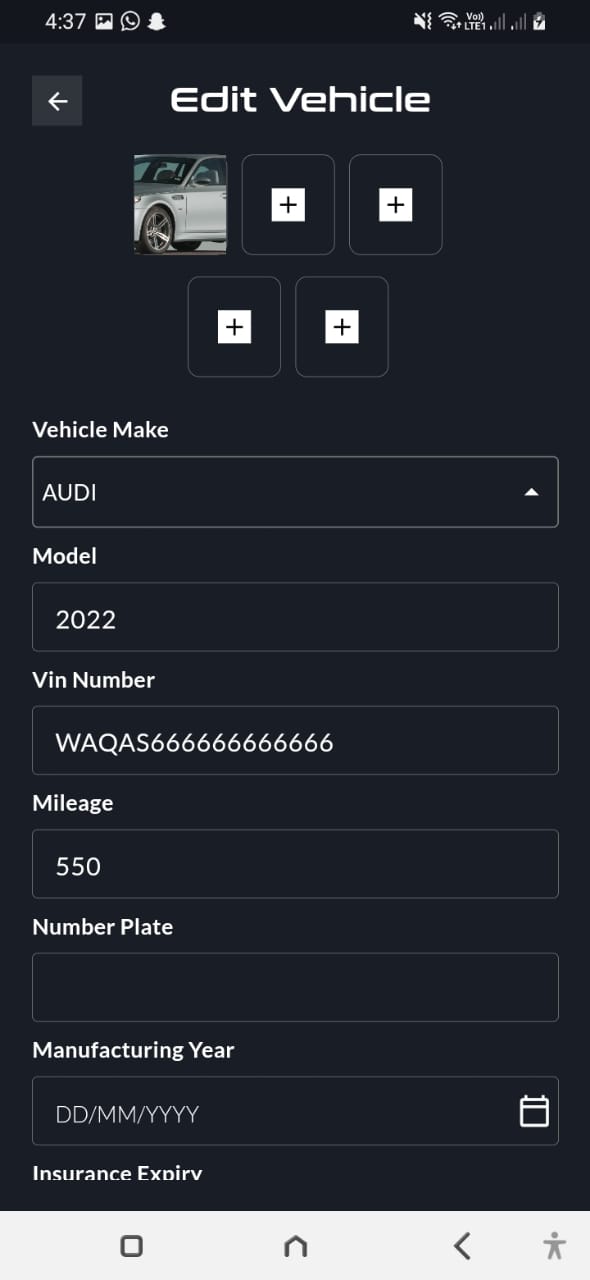 4:37
Vo)
LTE1
Edit Vehicle
Vehicle Make
AUDI
Model
2022
Vin Number
WAQAS666666666666
Mileage
550
Number Plate
Manufacturing Year
DD/MM/YYYY
Insurance Expiry